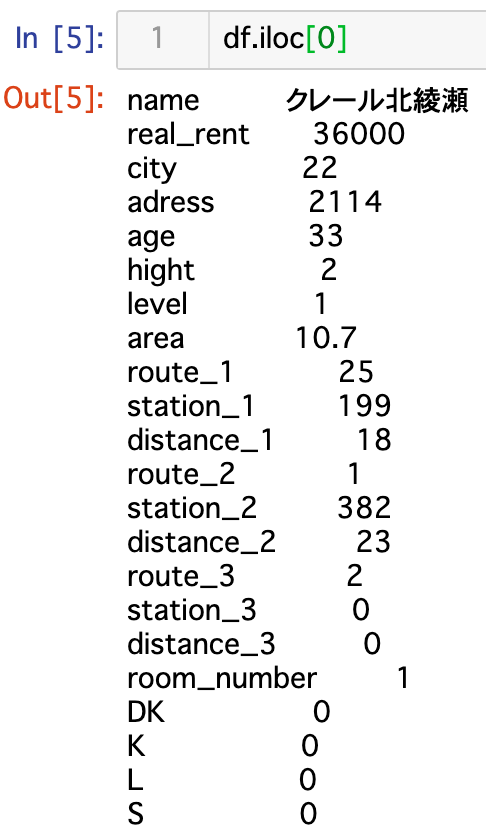 In [5]: 1 df.iloc[0]
Out[5]: name クレール北綾瀬
real_rent 36000
city 22
adress 2114
age 33
hight 2
level 1
area 10.7
route_1 25
station_1 199
distance_1 18
route_2 1
station_2 382
distance_2 23
route_3 2
station_3 0
distance_3 0
room_number 1
DK 0
K 0
L 0
S 0